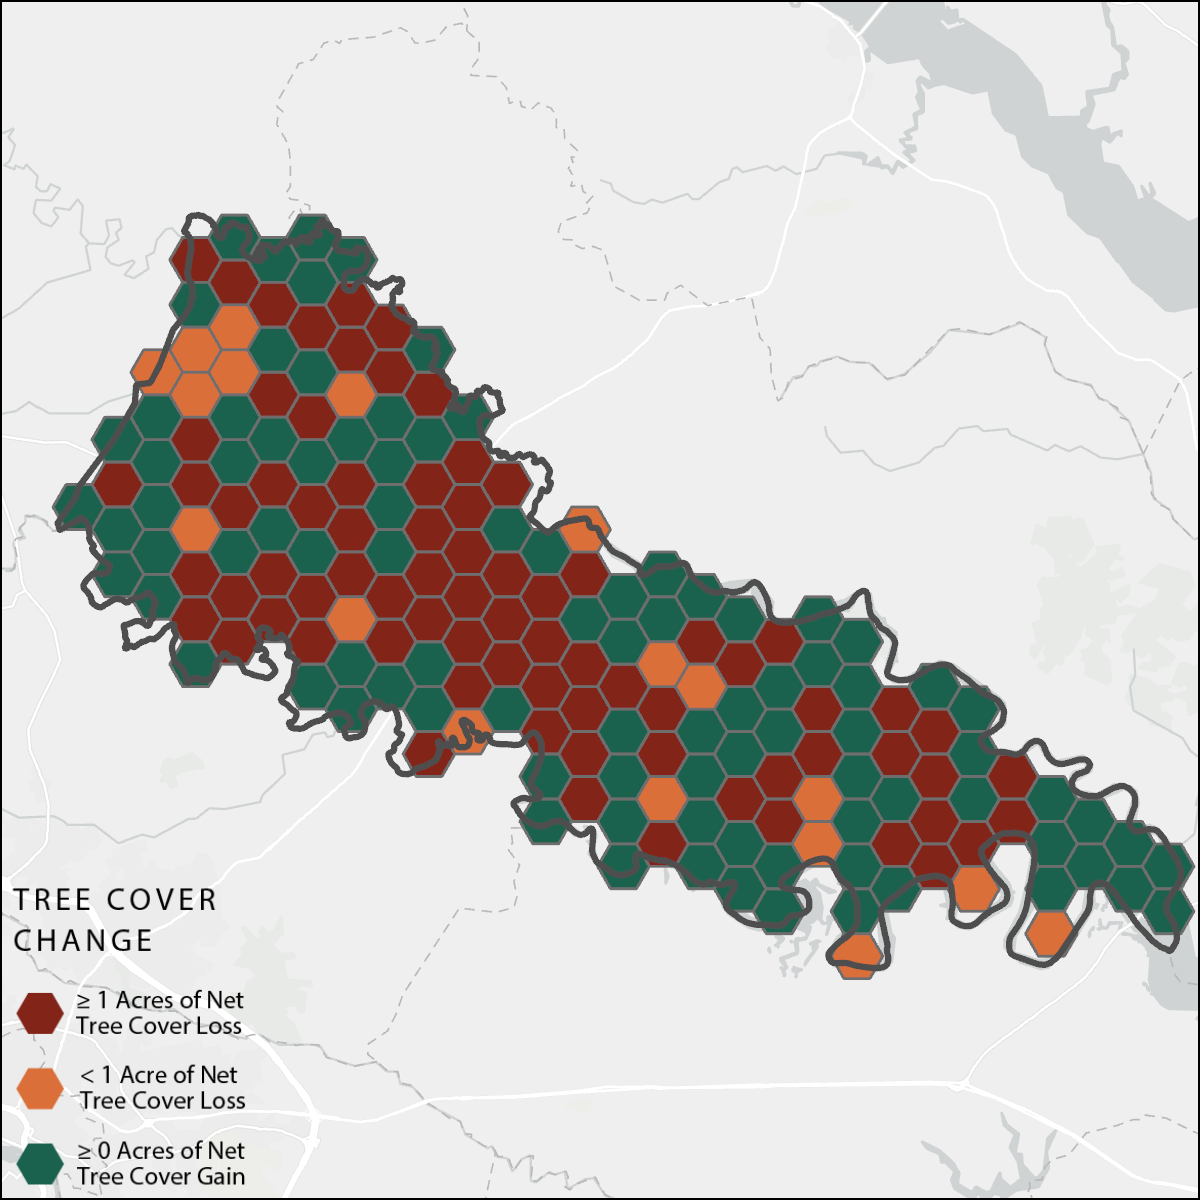 TREE COVER
CHANGE
≥ 1 Acres of Net
Tree Cover Loss
< 1 Acre of Net
Tree Cover Loss
≥ 0 Acres of Net
Tree Cover Gain